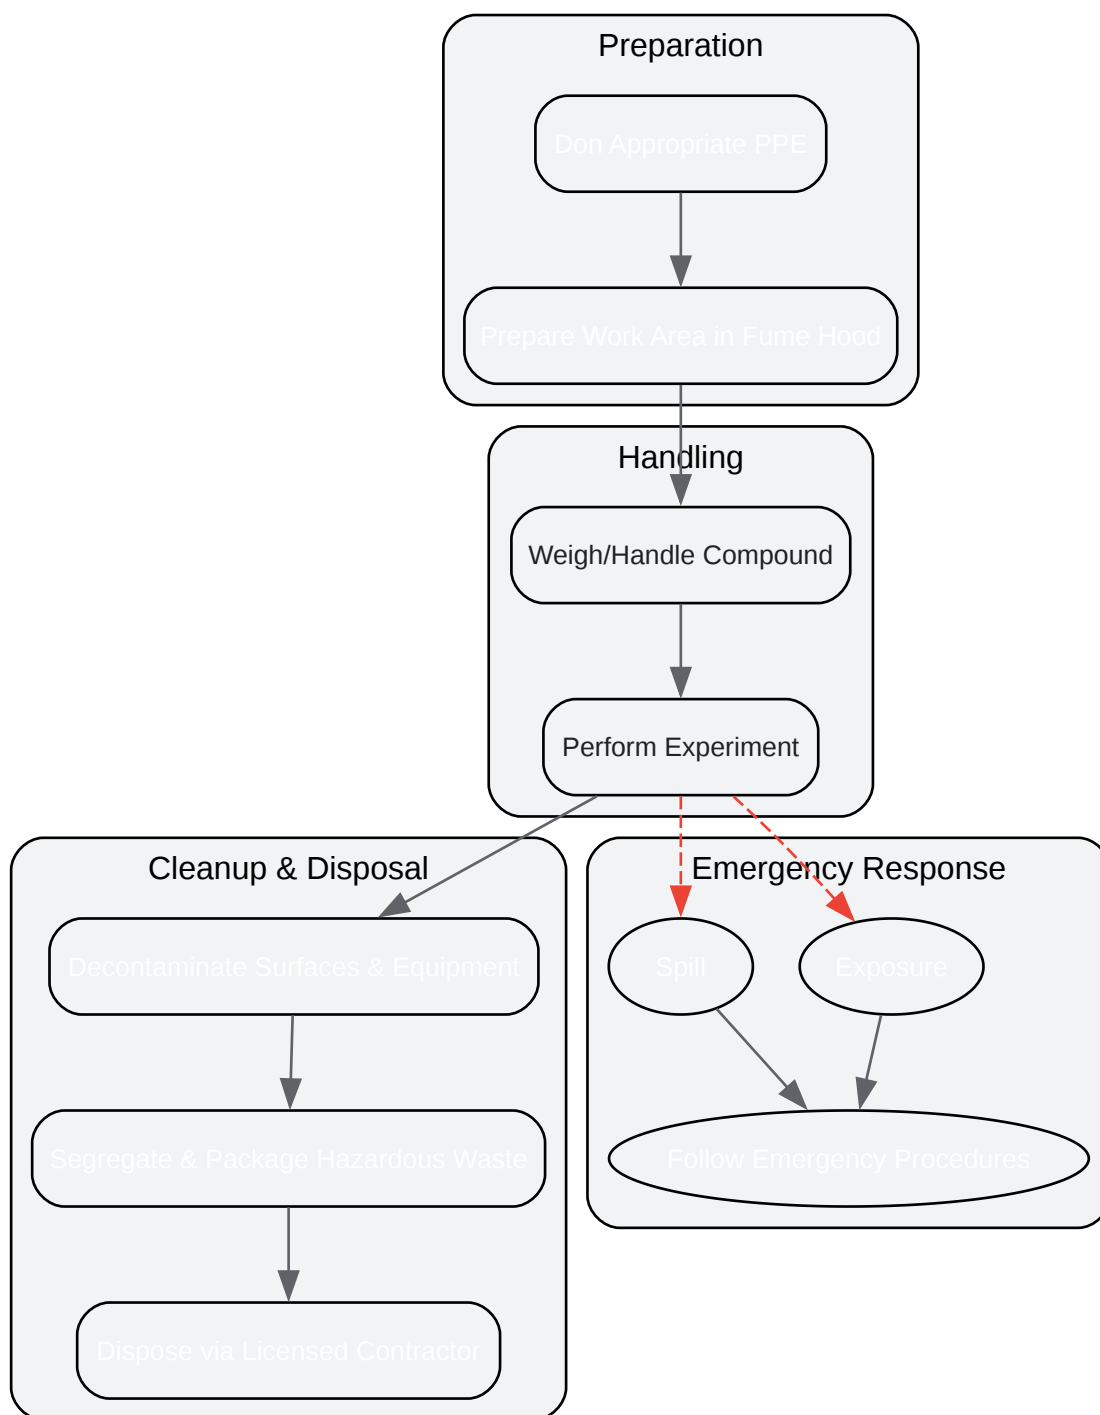 Preparation
Don Appropriate PPE
Prepare Work Area in Fume Hood
Handling
Weigh/Handle Compound
Perform Experiment
Cleanup & Disposal
Decontaminate Surfaces & Equipment
Segregate & Package Hazardous Waste
Dispose via Licensed Contractor
Emergency Response
Spill
Exposure
Follow Emergency Procedures